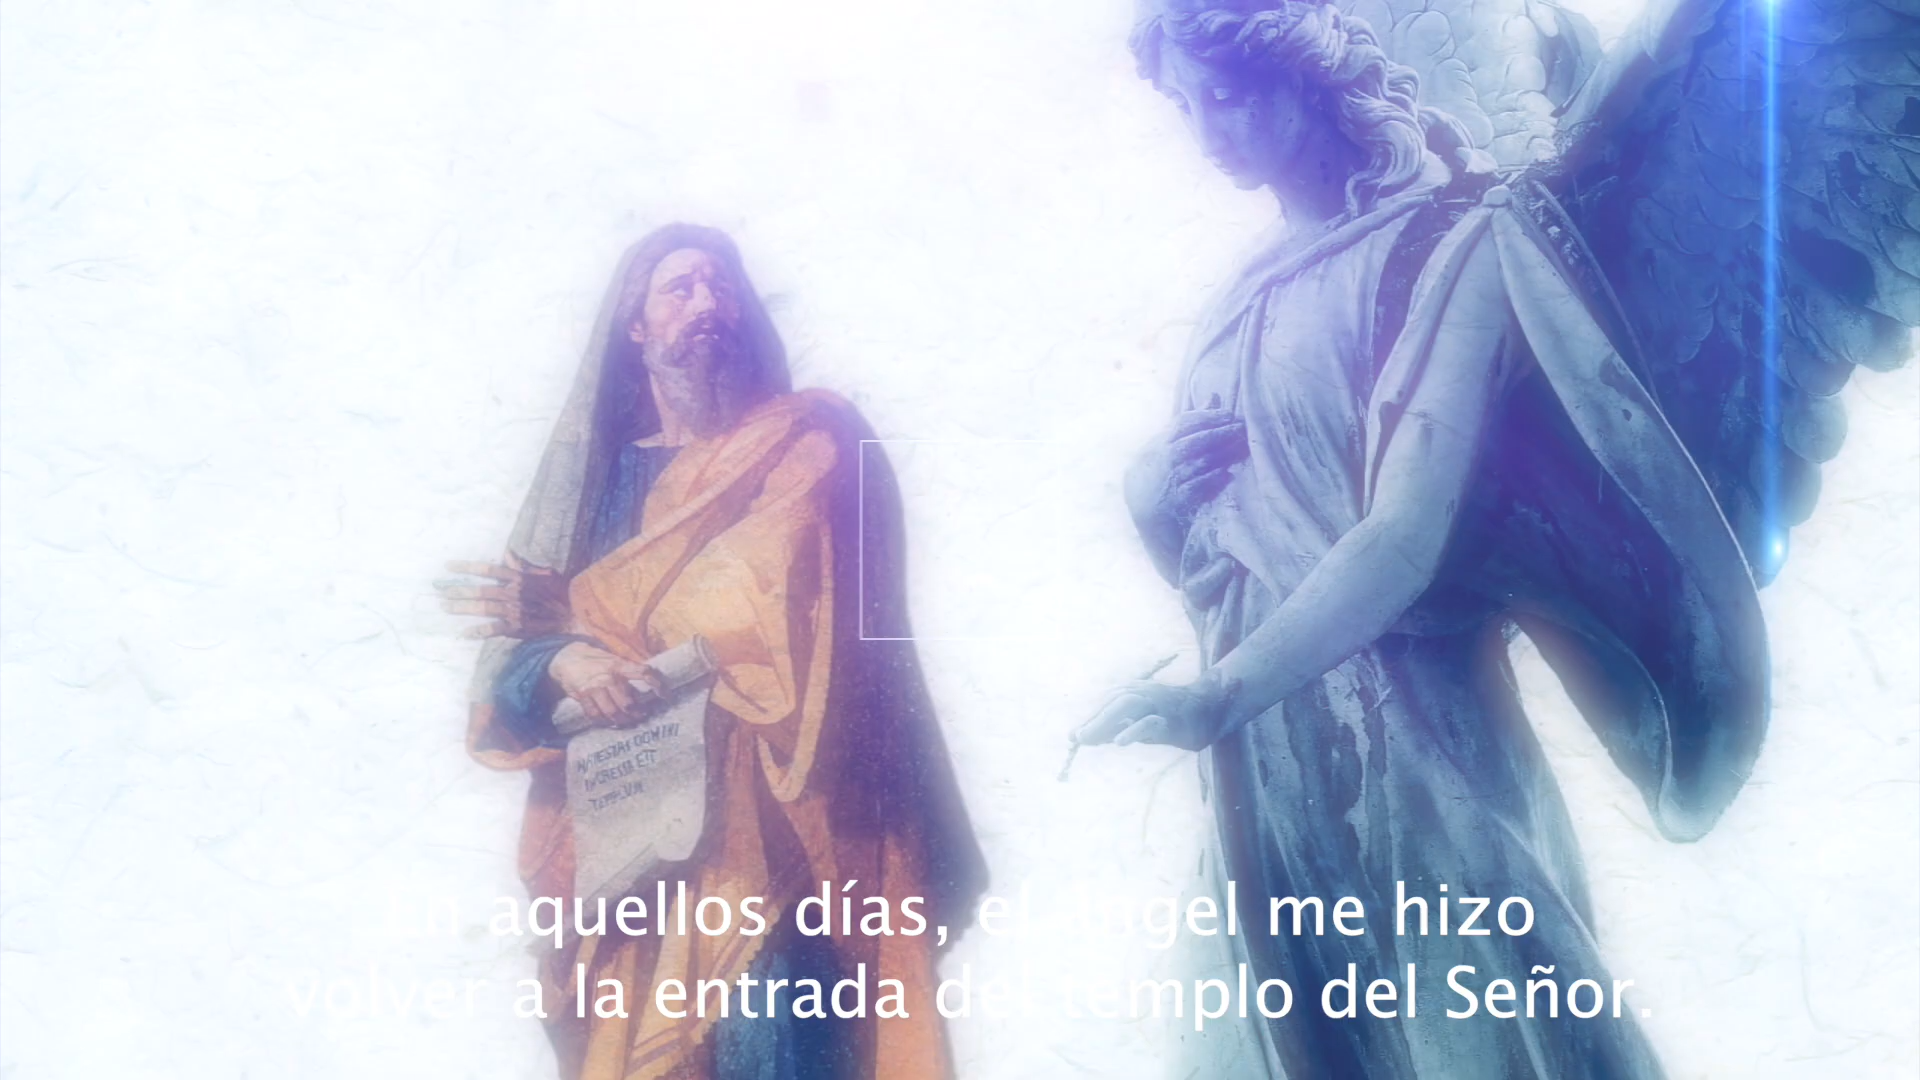 En aquellos días, el ángel me hizo
volver a la entrada del templo del Señor.